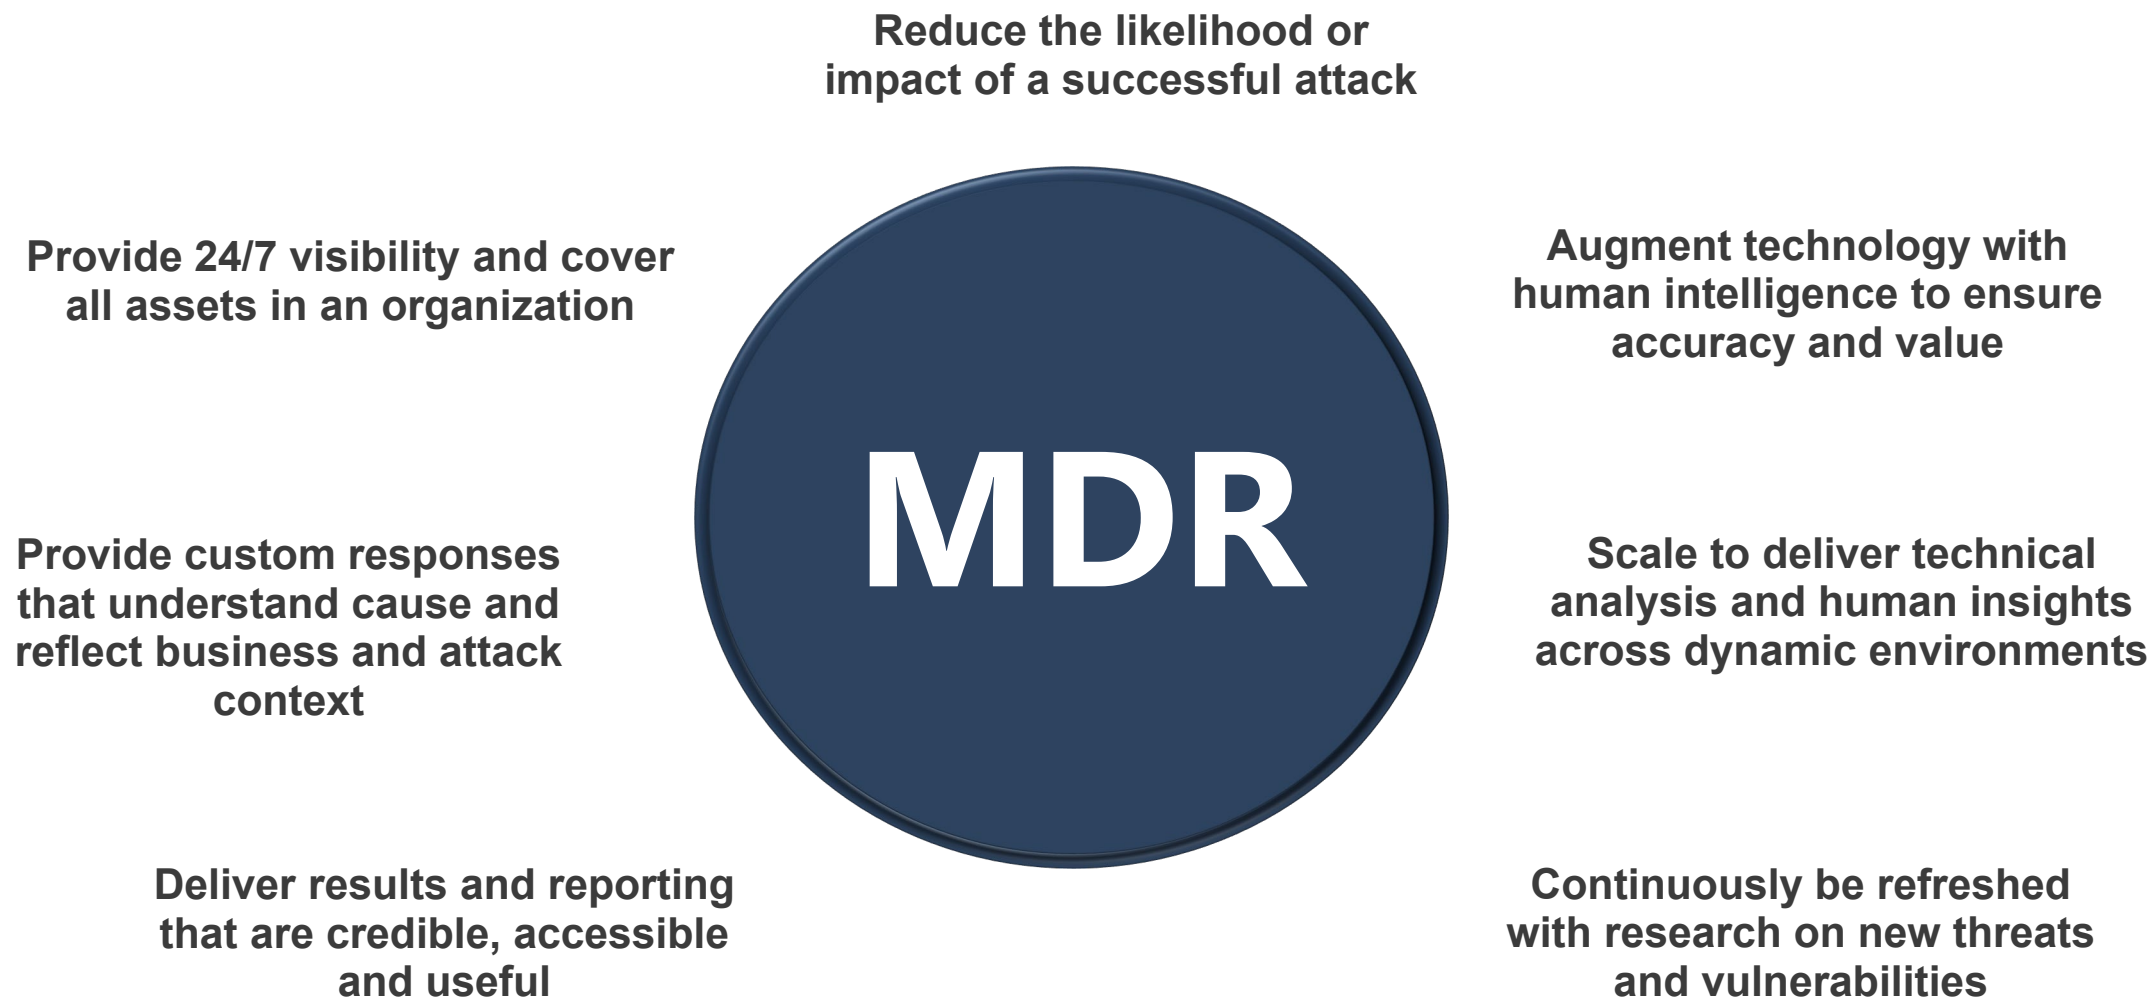 Reduce the likelihood or
impact of a successful attack
Provide 24/7 visibility and cover
all assets in an organization
Augment technology with
human intelligence to ensure
accuracy and value
MDR
Provide custom responses
that understand cause and
reflect business and attack
context
Scale to deliver technical
analysis and human insights
across dynamic environments
Deliver results and reporting
that are credible, accessible
and useful
Continuously be refreshed
with research on new threats
and vulnerabilities